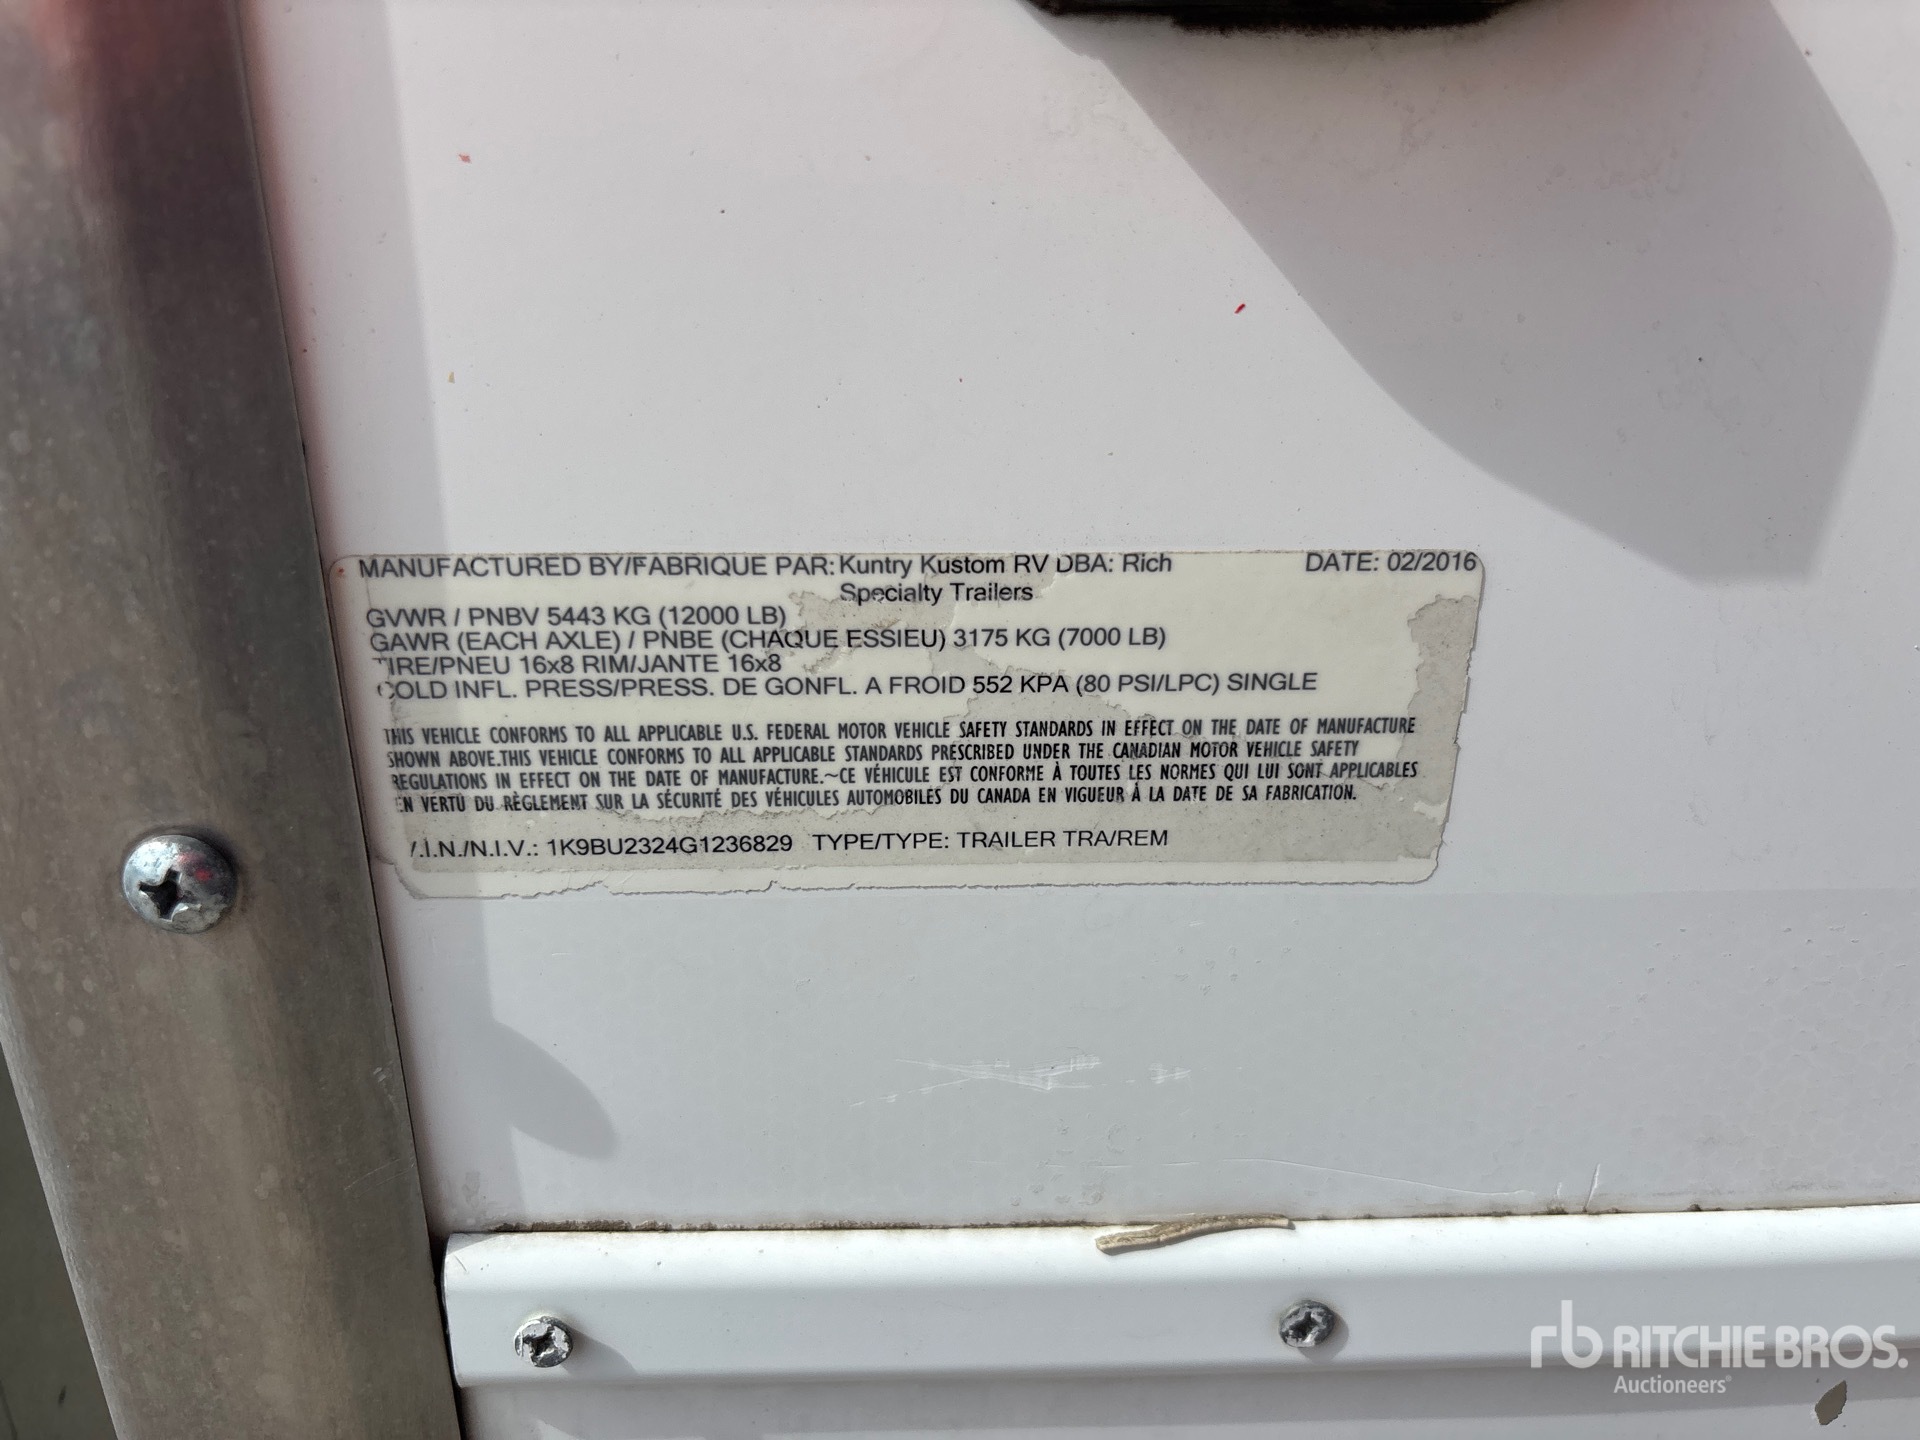 MANUFACTURED BY/FABRIQUE PAR: Kuntry Kustom RV DBA: Rich DATE: 02/2016
Specialty Trailers
GVWR / PNBV 5443 KG (12000 LB)
GAWR (EACH AXLE) / PNBE (CHAQUE ESSIEU) 3175 KG (7000 LB)
TIRE/PNEU 16x8 RIM/JANTE 16x8
COLD INFL. PRESS/PRESS. DE GONFL. A FROID 552 KPA (80 PSI/LPC) SINGLE
THIS VEHICLE CONFORMS TO ALL APPLICABLE U.S. FEDERAL MOTOR VEHICLE SAFETY STANDARDS IN EFFECT ON THE DATE OF MANUFACTURE
SHOWN ABOVE.THIS VEHICLE CONFORMS TO ALL APPLICABLE STANDARDS PRESCRIBED UNDER THE CANADIAN MOTOR VEHICLE SAFETY
REGULATIONS IN EFFECT ON THE DATE OF MANUFACTURE.~CE VÉHICULE EST CONFORME À TOUTES LES NORMES QUI LUI SONT APPLICABLES
EN VERTU DU RÈGLEMENT SUR LA SÉCURITÉ DES VÉHICULES AUTOMOBILES DU CANADA EN VIGUEUR À LA DATE DE SA FABRICATION.
V.I.N./N.I.V.: 1K9BU2324G1236829 TYPE/TYPE: TRAILER TRA/REM
rb RITCHIE BROS.
Auctioneers